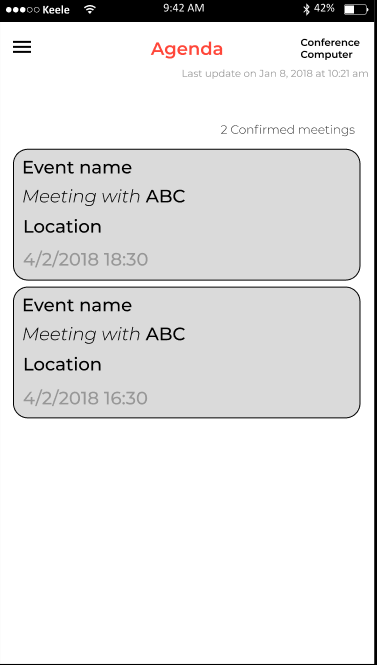 Keele 9:42 AM 42%
Agenda
Conference
Computer
Last update on Jan 8, 2018 at 10:21 am
2 Confirmed meetings
Event name
Meeting with ABC
Location
4/2/2018 18:30
Event name
Meeting with ABC
Location
4/2/2018 16:30